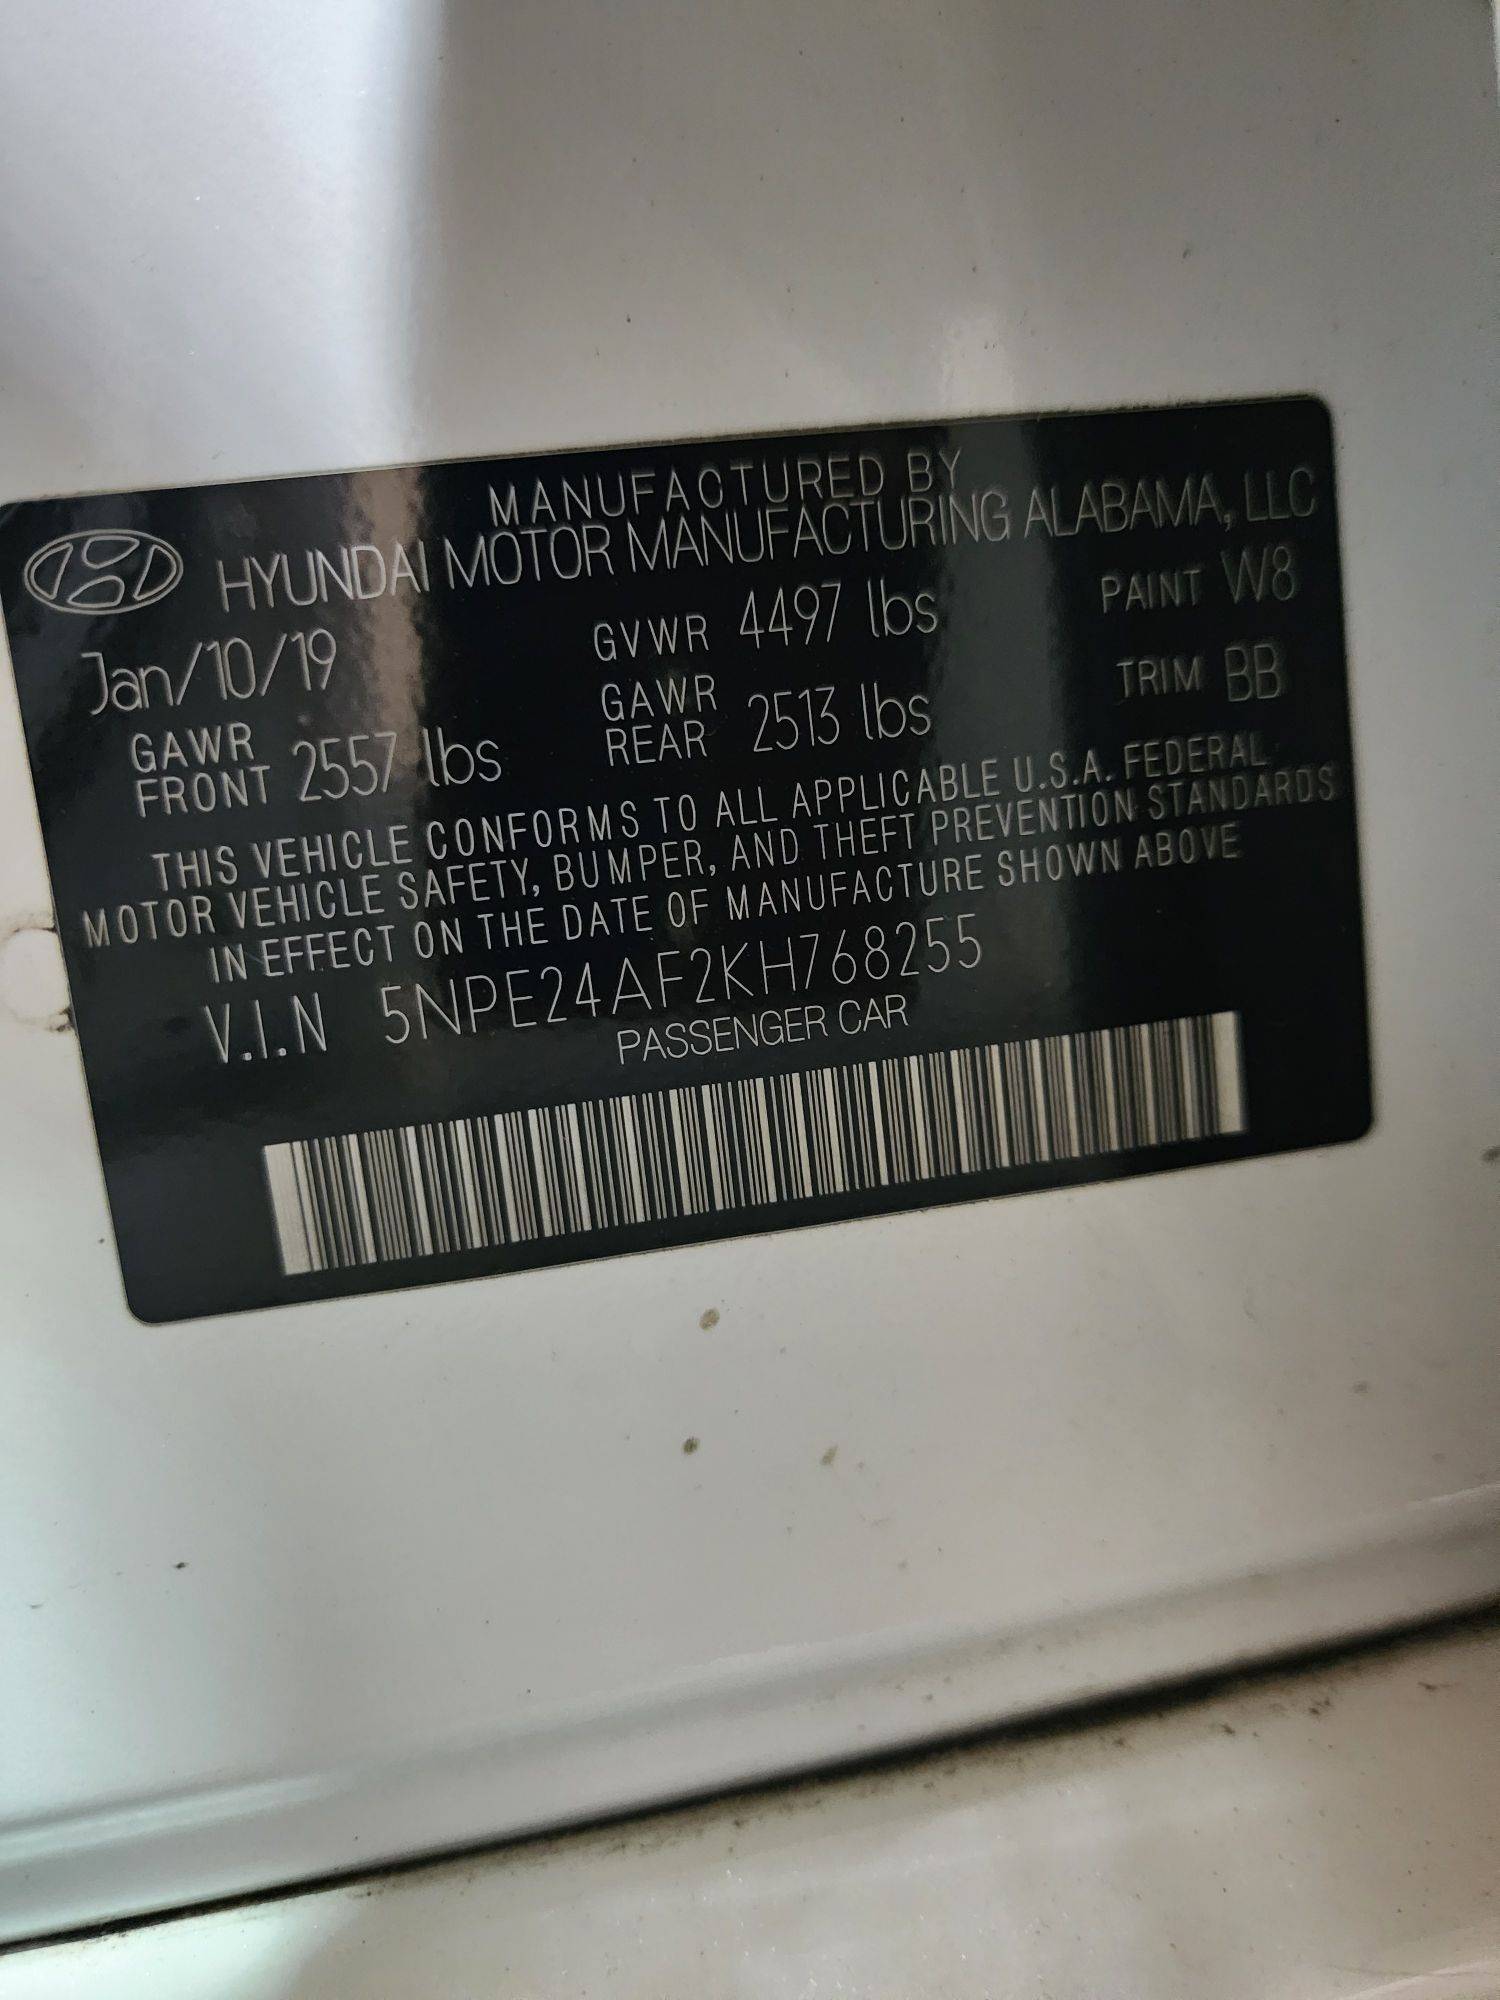 MANUFACTURED BY
HYUNDAI MOTOR MANUFACTURING ALABAMA, LLC
Jan/10/19 GVWR 4497 lbs PAINT W8
GAWR FRONT 2557 lbs GAWR REAR 2513 lbs TRIM BB
THIS VEHICLE CONFORMS TO ALL APPLICABLE U.S.A. FEDERAL
MOTOR VEHICLE SAFETY, BUMPER, AND THEFT PREVENTION STANDARDS
IN EFFECT ON THE DATE OF MANUFACTURE SHOWN ABOVE
V.I.N 5NPE24AF2KH768255
PASSENGER CAR